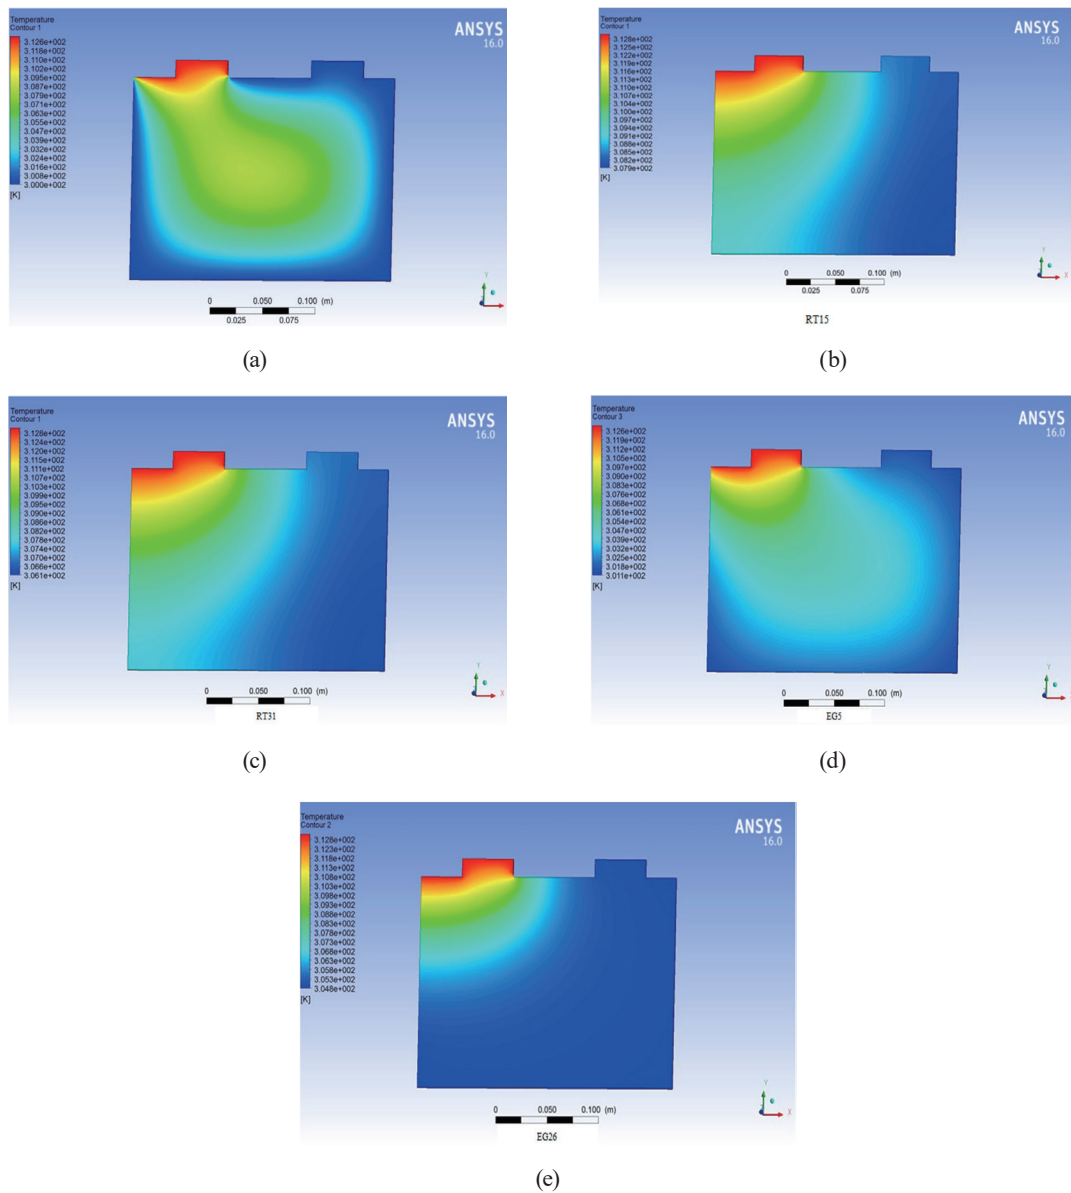 Temperature
Contour 1
3.126e+002
3.118e+002
3.110e+002
3.102e+002
3.095e+002
3.087e+002
3.079e+002
3.071e+002
3.063e+002
3.055e+002
3.047e+002
3.039e+002
3.032e+002
3.024e+002
3.016e+002
3.008e+002
3.000e+002
[K]
ANSYS
16.0
0 0.050 0.100 (m)
0.025 0.075
Y
X
(a)
Temperature
Contour 1
3.128e+002
3.125e+002
3.122e+002
3.119e+002
3.116e+002
3.113e+002
3.110e+002
3.107e+002
3.104e+002
3.100e+002
3.097e+002
3.094e+002
3.091e+002
3.088e+002
3.085e+002
3.082e+002
3.079e+002
[K]
ANSYS
16.0
0 0.050 0.100 (m)
0.025 0.075
Y
X
RT15
(b)
Temperature
Contour 1
3.128e+002
3.124e+002
3.120e+002
3.115e+002
3.111e+002
3.107e+002
3.103e+002
3.099e+002
3.095e+002
3.090e+002
3.086e+002
3.082e+002
3.078e+002
3.074e+002
3.070e+002
3.066e+002
3.061e+002
[K]
ANSYS
16.0
0 0.050 0.100 (m)
Y
X
RT31
(c)
Temperature
Contour 3
3.126e+002
3.119e+002
3.112e+002
3.105e+002
3.097e+002
3.090e+002
3.083e+002
3.076e+002
3.068e+002
3.061e+002
3.054e+002
3.047e+002
3.039e+002
3.032e+002
3.025e+002
3.018e+002
3.011e+002
[K]
ANSYS
16.0
0 0.050 0.100 (m)
Y
EG5
(d)
Temperature
Contour 2
3.128e+002
3.123e+002
3.118e+002
3.113e+002
3.108e+002
3.103e+002
3.098e+002
3.093e+002
3.088e+002
3.083e+002
3.078e+002
3.073e+002
3.068e+002
3.063e+002
3.058e+002
3.053e+002
3.048e+002
[K]
ANSYS
16.0
0 0.050 0.100 (m)
Y
X
EG26
(e)